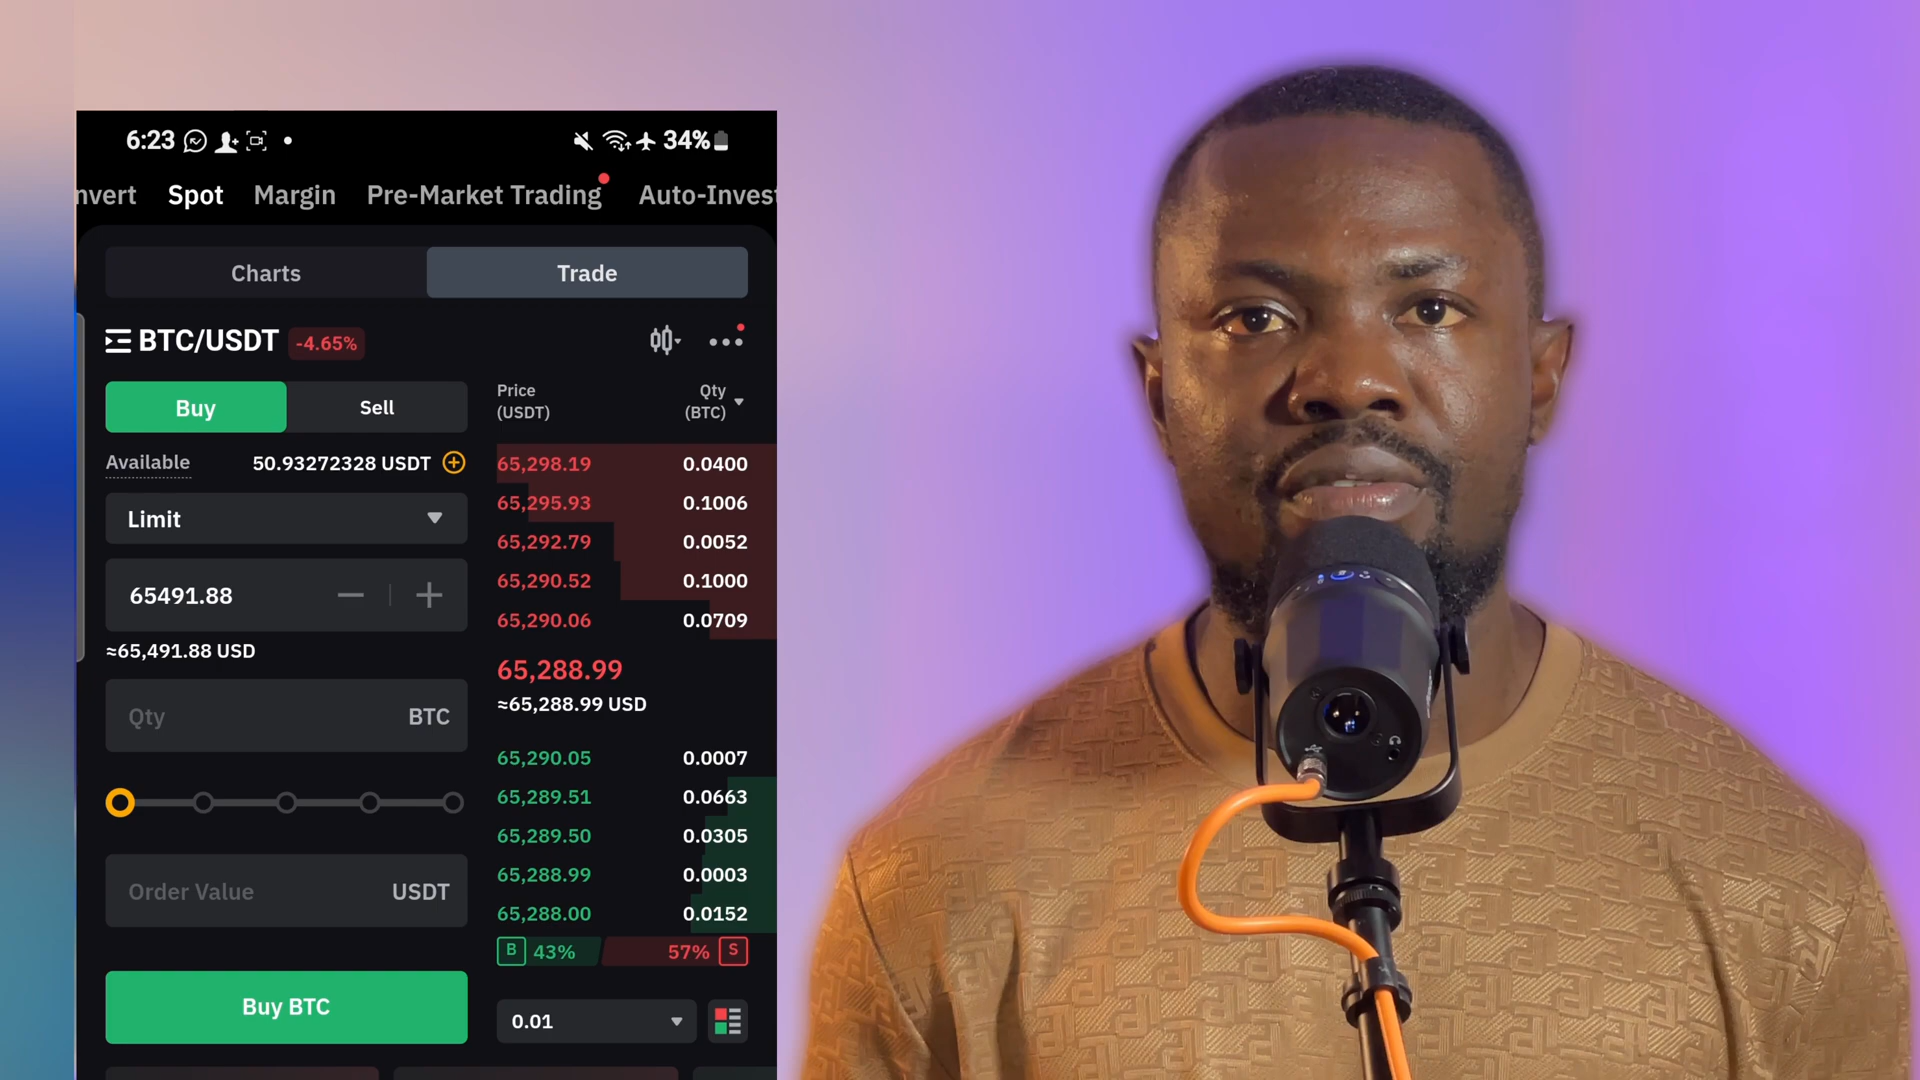 6:23 34%
nvert Spot Margin Pre-Market Trading Auto-Invest
Charts Trade
BTC/USDT -4.65%
Buy Sell
Available 50.93272328 USDT
Limit
65491.88
≈65,491.88 USD
Qty BTC
Order Value USDT
Buy BTC
Price (USDT) Qty (BTC)
65,298.19 0.0400
65,295.93 0.1006
65,292.79 0.0052
65,290.52 0.1000
65,290.06 0.0709
65,288.99
≈65,288.99 USD
65,290.05 0.0007
65,289.51 0.0663
65,289.50 0.0305
65,288.99 0.0003
65,288.00 0.0152
B 43% 57% S
0.01